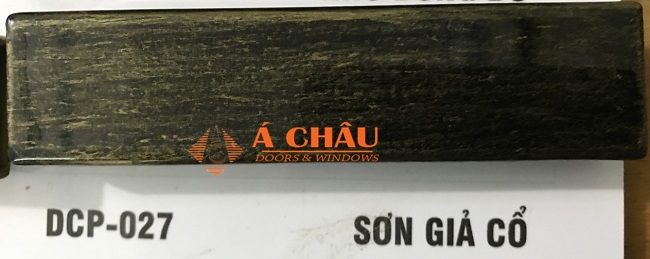 Á CHÂU
DOORS & WINDOWS
DCP-027 SƠN GIẢ CỔ